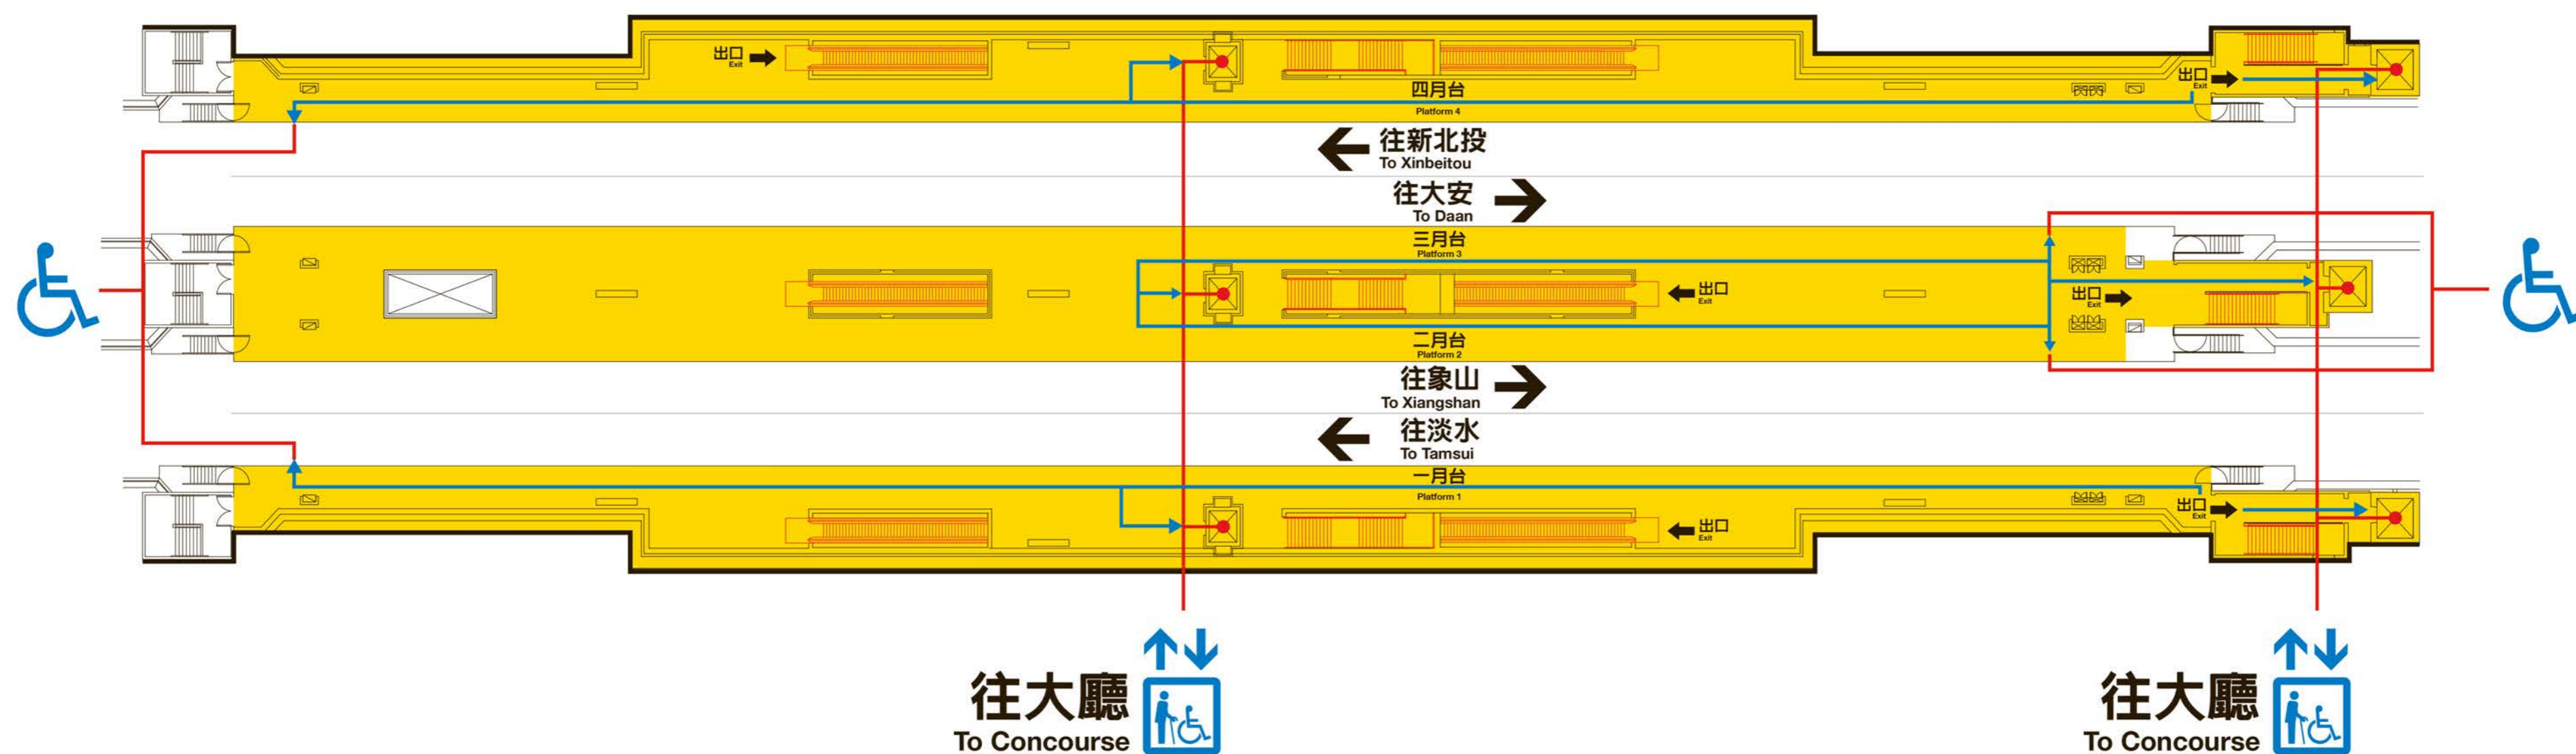 出口
Exit
出口
Exit
四月台
Platform 4
往新北投
To Xinbeitou
往大安
To Daan
三月台
Platform 3
出口
Exit
出口
Exit
二月台
Platform 2
往象山
To Xiangshan
往淡水
To Tamsui
一月台
Platform 1
出口
Exit
出口
Exit
往大廳
To Concourse
往大廳
To Concourse